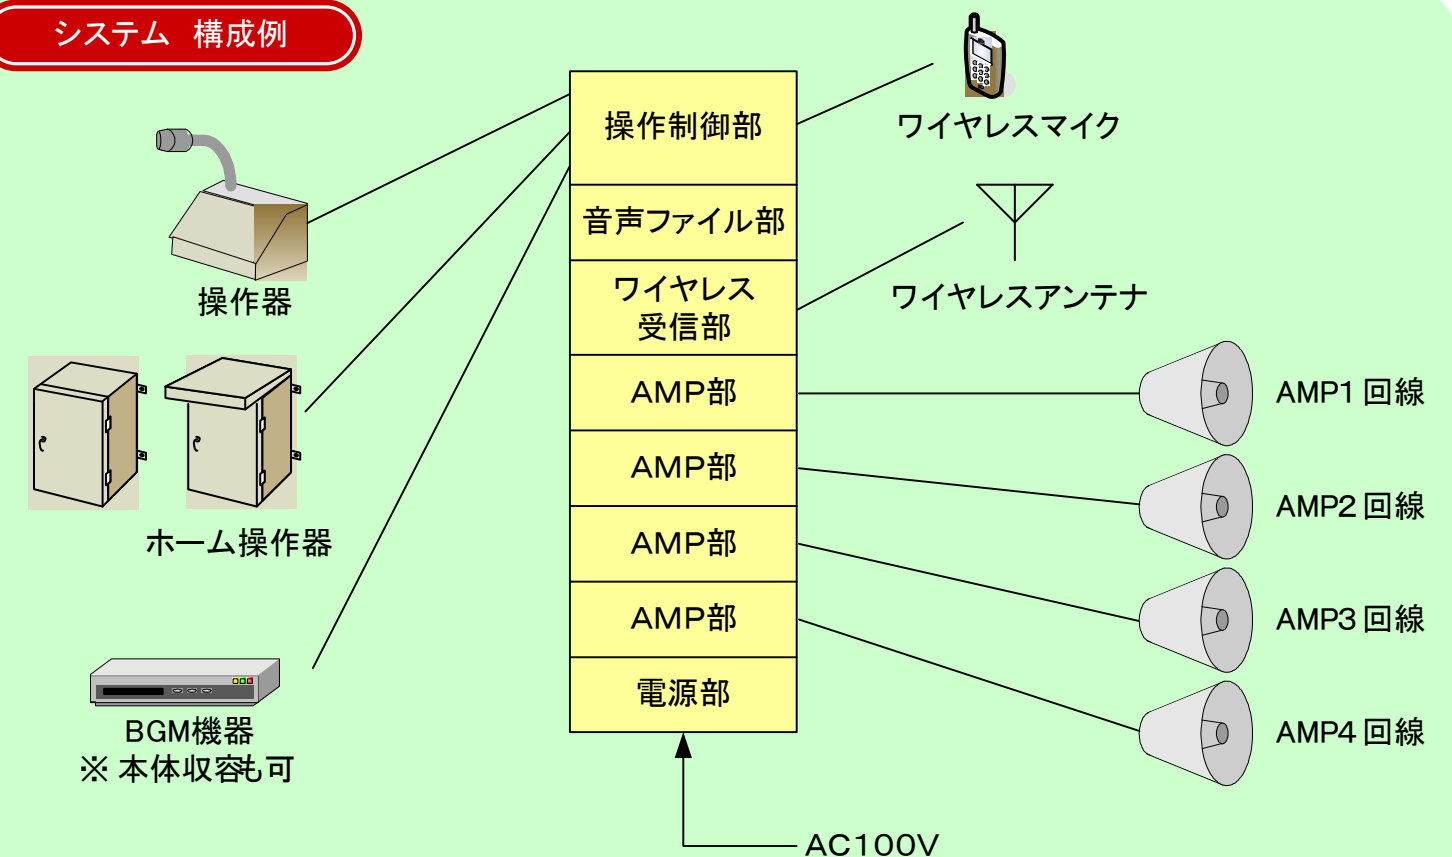 システム 構成例
操作制御部
音声ファイル部
ワイヤレス
受信部
AMP部
AMP部
AMP部
AMP部
電源部
操作器
ホーム操作器
BGM機器
※ 本体収容も可
ワイヤレスマイク
ワイヤレスアンテナ
AMP1 回線
AMP2 回線
AMP3 回線
AMP4 回線
AC100V